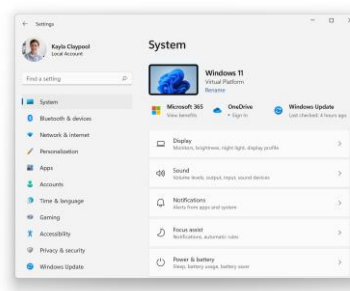 Settings
Kayla Claypool
Local Account
Find a setting
System
Bluetooth & devices
Network & internet
Personalization
Apps
Accounts
Time & language
Gaming
Accessibility
Privacy & security
Windows Update
System
Windows 11
Virtual Platform
Rename
Microsoft 365
View benefits
OneDrive
• Sign In
Windows Update
Last checked: 4 hours ago
Display
Monitors, brightness, night light, display profile
Sound
Volume levels, output, input, sound devices
Notifications
Alerts from apps and system
Focus assist
Notifications, automatic rules
Power & battery
Sleep, battery usage, battery saver